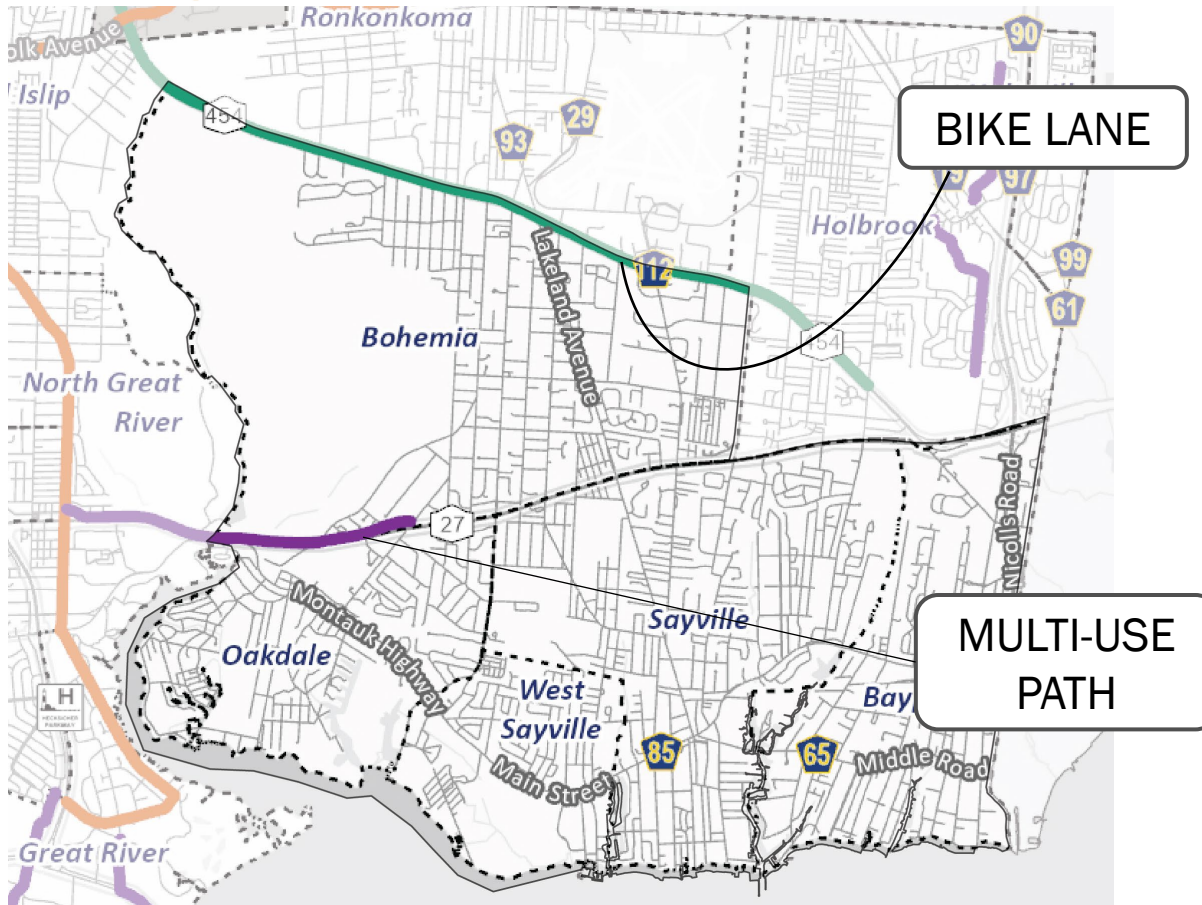 Ronkonkoma
90
olk Avenue
Islip
454
29
93
BIKE LANE
97
Holbrook
99
112
61
Lakeland Avenue
Bohemia
454
North Great
River
27
Nicolls Road
Montauk Highway
Sayville
MULTI-USE
PATH
Oakdale
West
Sayville
Bay
H
HECKSCHER
PARKWAY
85
65
Middle Road
Main Street
Great River